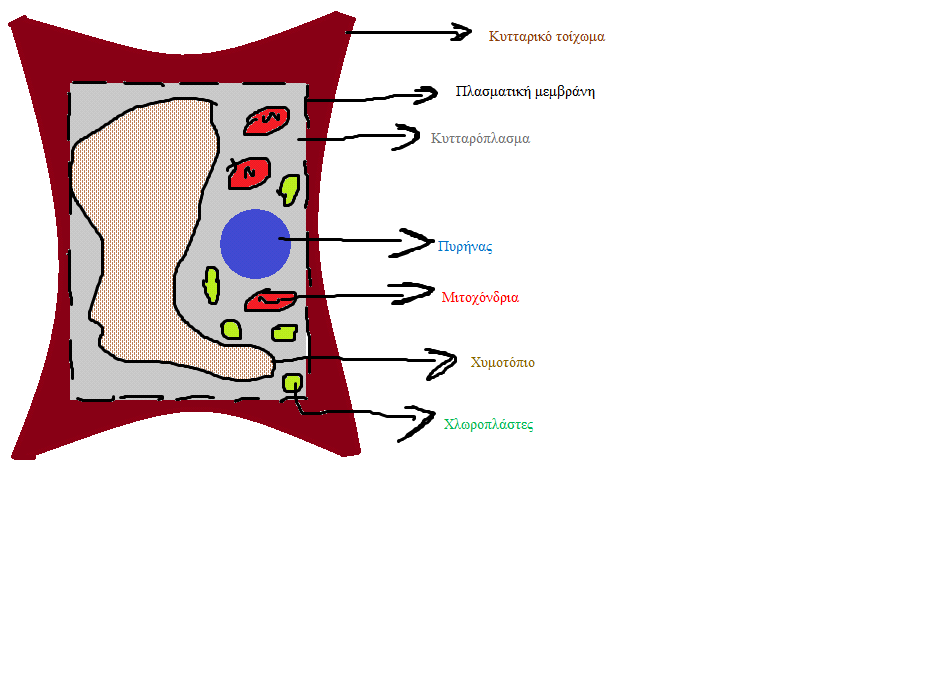 Κυτταρικό τοίχωμα
Πλασματική μεμβράνη
Κυτταρόπλασμα
Πυρήνας
Μιτοχόνδρια
Χυμοτόπιο
Χλωροπλάστες